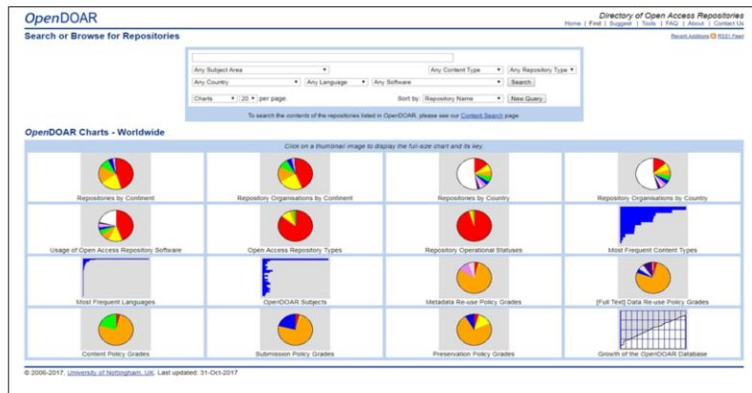 OpenDOAR
Directory of Open Access Repositories
Home | Find | Suggest | Tools | FAQ | About | Contact Us
Search or Browse for Repositories
Recent Additions RSS1 Feed
Any Subject Area Any Content Type Any Repository Type
Any Country Any Language Any Software Search
Charts 20 per page. Sort by: Repository Name New Query
To search the contents of the repositories listed in OpenDOAR, please see our Content Search page.
OpenDOAR Charts - Worldwide
Click on a thumbnail image to display the full-size chart and its key.
Repositories by Continent Repository Organisations by Continent Repositories by Country Repository Organisations by Country
Usage of Open Access Repository Software Open Access Repository Types Repository Operational Statuses Most Frequent Content Types
Most Frequent Languages OpenDOAR Subjects Metadata Re-use Policy Grades [Full Text] Data Re-use Policy Grades
Content Policy Grades Submission Policy Grades Preservation Policy Grades Growth of the OpenDOAR Database
© 2006-2017, University of Nottingham, UK. Last updated: 31-Oct-2017